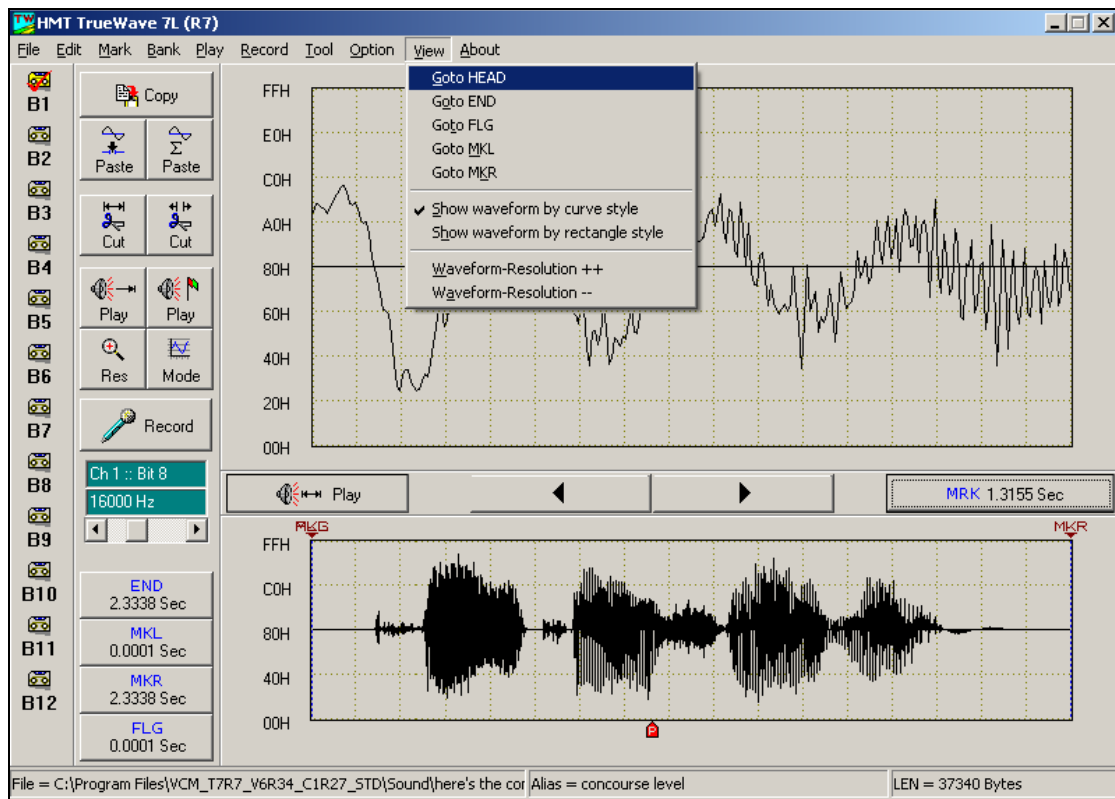 HMT TrueWave 7L (R7)
File Edit Mark Bank Play Record Tool Option View About
Goto HEAD
Goto END
Goto FLG
Goto MKL
Goto MKR
Show waveform by curve style
Show waveform by rectangle style
Waveform-Resolution ++
Waveform-Resolution --
B1
B2
B3
B4
B5
B6
B7
B8
B9
B10
B11
B12
Copy
Paste Paste
Cut Cut
Play Play
Res Mode
Record
Ch 1 :: Bit 8
16000 Hz
END
2.3338 Sec
MKL
0.0001 Sec
MKR
2.3338 Sec
FLG
0.0001 Sec
FFH
E0H
C0H
A0H
80H
60H
40H
20H
00H
Play
MRK 1.3155 Sec
MKR
FFH
C0H
80H
40H
00H
P
File = C:\Program Files\VCM_T7R7_V6R34_C1R27_STD\Sound\here's the cor
Alias = concourse level
LEN = 37340 Bytes